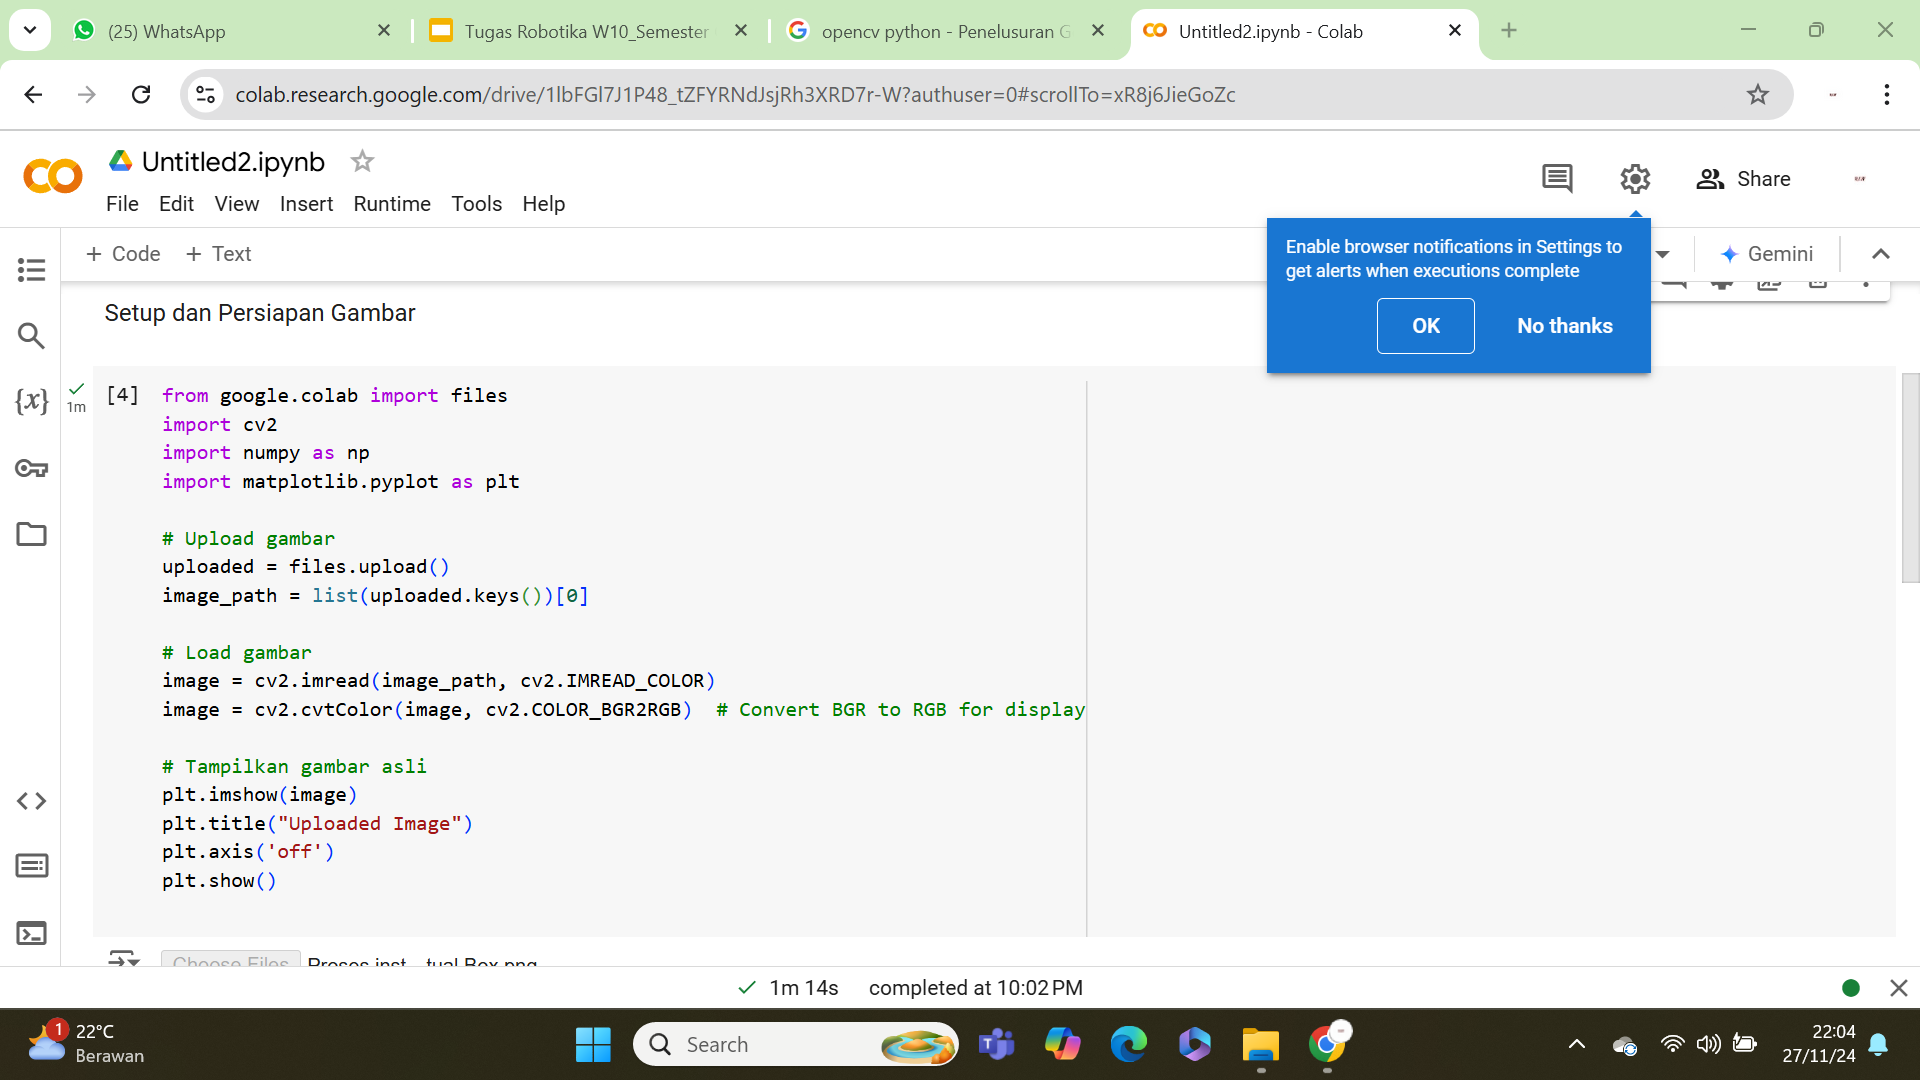 (25) WhatsApp
Tugas Robotika W10_Semester
opencv python - Penelusuran G
Untitled2.ipynb - Colab
colab.research.google.com/drive/1lbFGl7J1P48_tZFYRNdJsjRh3XRD7r-W?authuser=0#scrollTo=xR8j6JieGoZc
Untitled2.ipynb
File Edit View Insert Runtime Tools Help
Share
+ Code + Text
Gemini
Enable browser notifications in Settings to
get alerts when executions complete
OK No thanks
Setup dan Persiapan Gambar
1m
[4] from google.colab import files
import cv2
import numpy as np
import matplotlib.pyplot as plt
# Upload gambar
uploaded = files.upload()
image_path = list(uploaded.keys())[0]
# Load gambar
image = cv2.imread(image_path, cv2.IMREAD_COLOR)
image = cv2.cvtColor(image, cv2.COLOR_BGR2RGB)  # Convert BGR to RGB for display
# Tampilkan gambar asli
plt.imshow(image)
plt.title("Uploaded Image")
plt.axis('off')
plt.show()
Choose Files Proses inst...tual Box.png
1m 14s completed at 10:02 PM
1
22°C
Berawan
Search
22:04
27/11/24